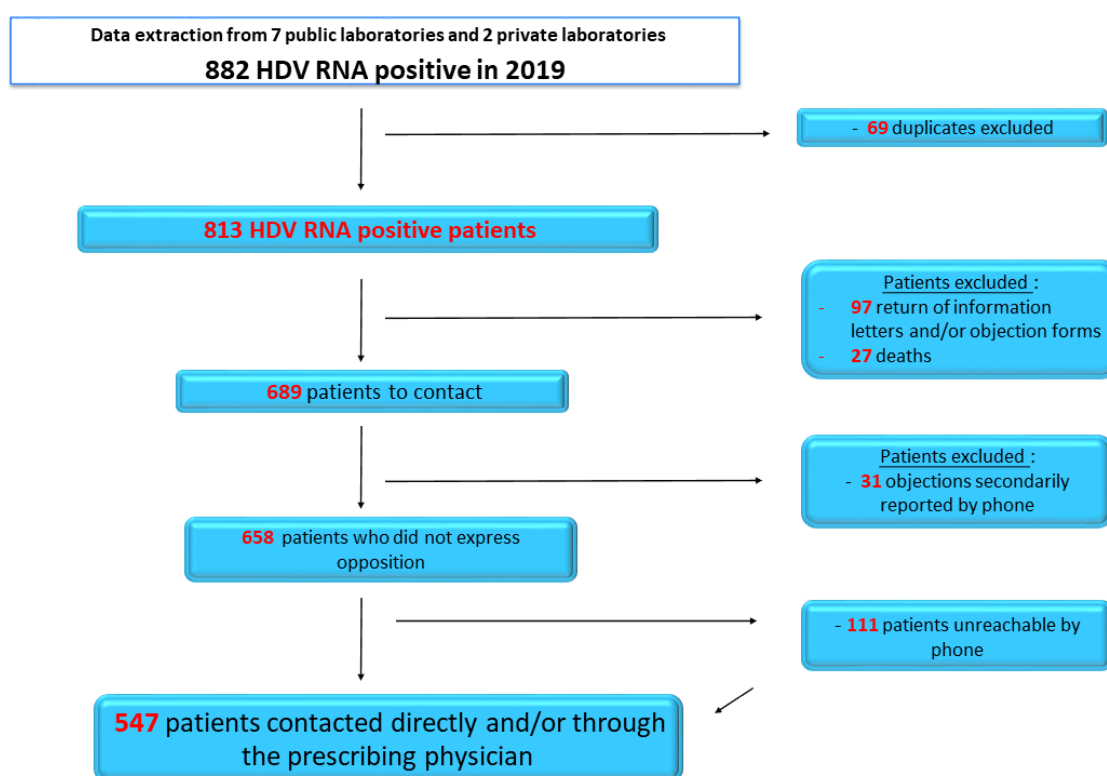 Data extraction from 7 public laboratories and 2 private laboratories
882 HDV RNA positive in 2019
- 69 duplicates excluded
813 HDV RNA positive patients
Patients excluded :
- 97 return of information
letters and/or objection forms
- 27 deaths
689 patients to contact
Patients excluded :
- 31 objections secondarily
reported by phone
658 patients who did not express
opposition
- 111 patients unreachable by
phone
547 patients contacted directly and/or through
the prescribing physician